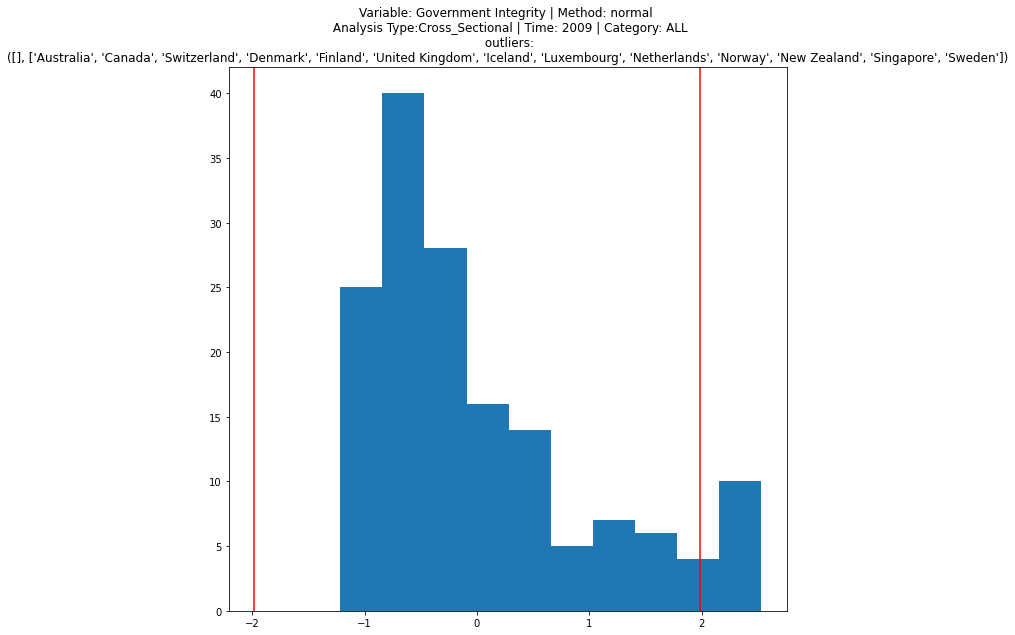 Variable: Government Integrity | Method: normal
Analysis Type:Cross_Sectional | Time: 2009 | Category: ALL
outliers:
([], ['Australia', 'Canada', 'Switzerland', 'Denmark', 'Finland', 'United Kingdom', 'Iceland', 'Luxembourg', 'Netherlands', 'Norway', 'New Zealand', 'Singapore', 'Sweden'])
40
35
30
25
20
15
10
5
0
−2 −1 0 1 2